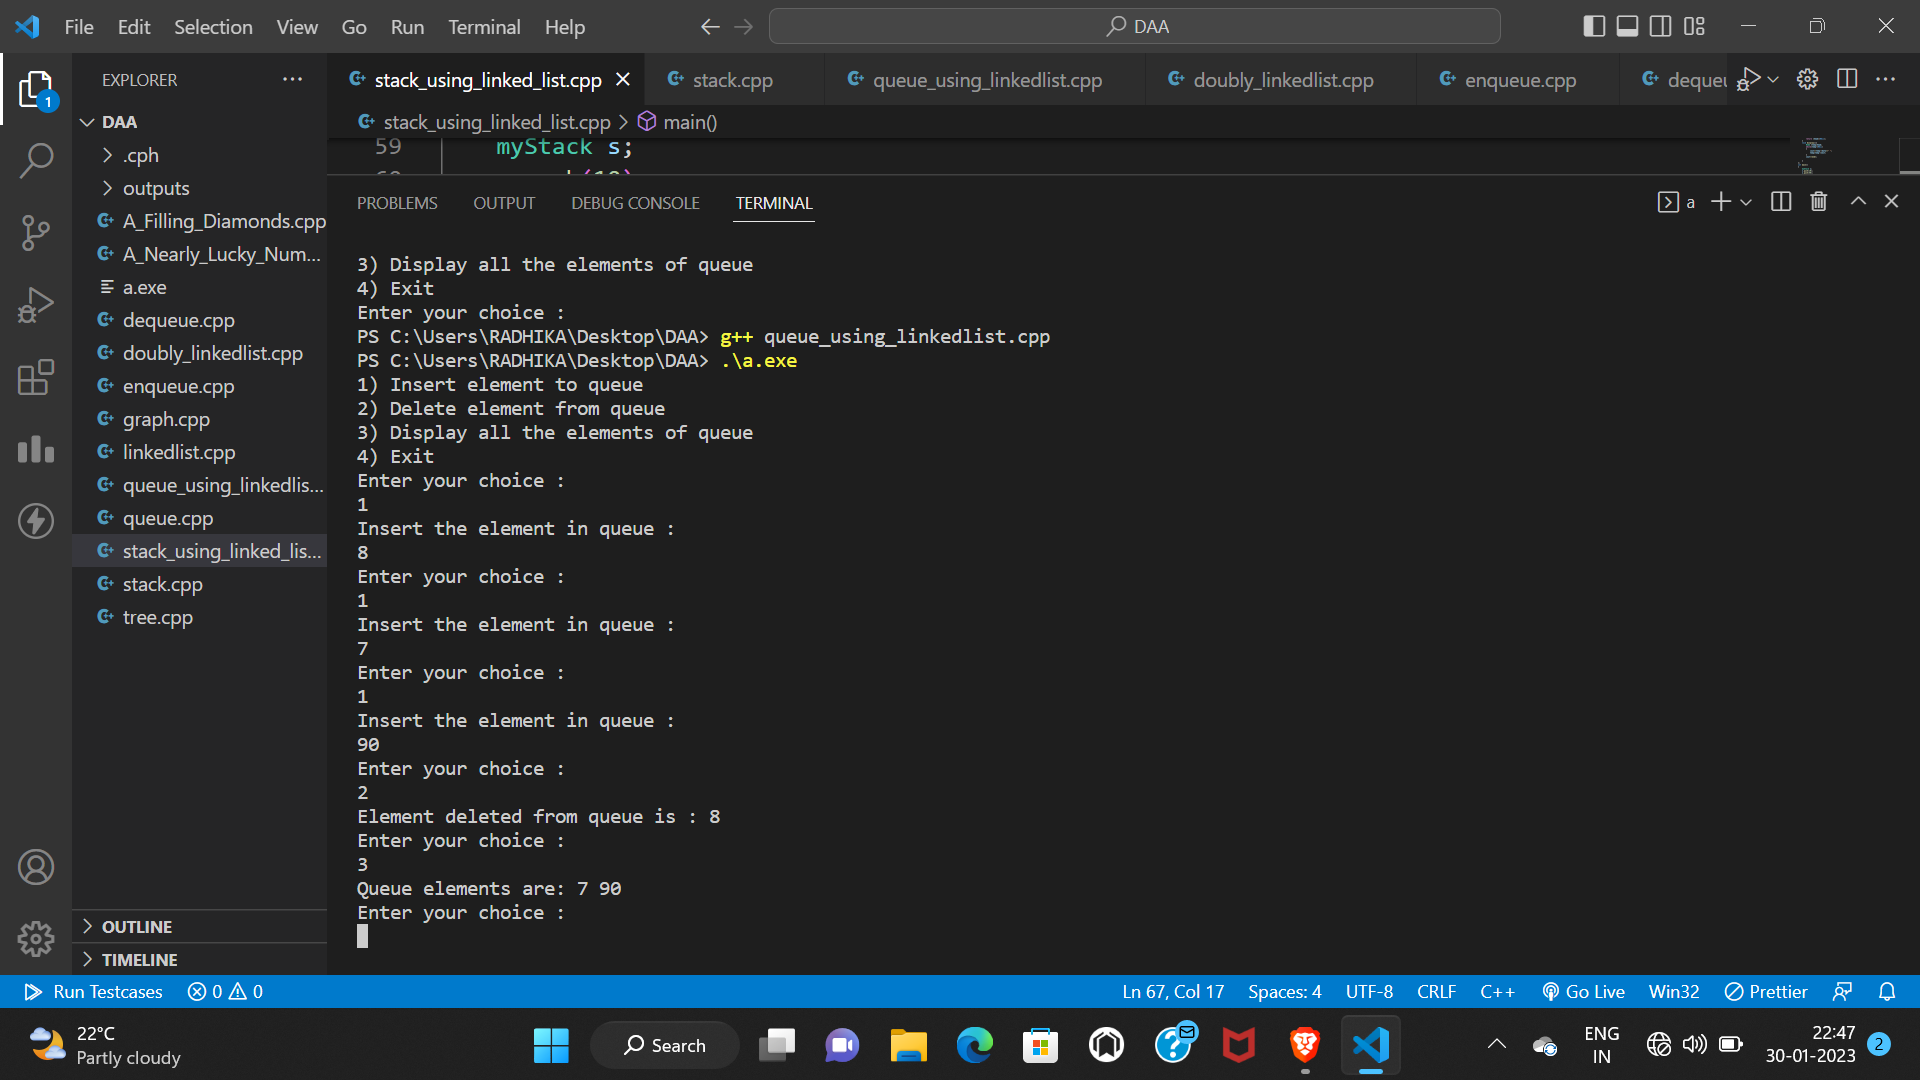 File Edit Selection View Go Run Terminal Help
DAA
1
EXPLORER
DAA
.cph
outputs
A_Filling_Diamonds.cpp
A_Nearly_Lucky_Num...
a.exe
dequeue.cpp
doubly_linkedlist.cpp
enqueue.cpp
graph.cpp
linkedlist.cpp
queue_using_linkedlis...
queue.cpp
stack_using_linked_lis...
stack.cpp
tree.cpp
OUTLINE
TIMELINE
stack_using_linked_list.cpp stack.cpp queue_using_linkedlist.cpp doubly_linkedlist.cpp enqueue.cpp dequeu
stack_using_linked_list.cpp > main()
59 myStack s;
PROBLEMS OUTPUT DEBUG CONSOLE TERMINAL
a
3) Display all the elements of queue
4) Exit
Enter your choice :
PS C:\Users\RADHIKA\Desktop\DAA> g++ queue_using_linkedlist.cpp
PS C:\Users\RADHIKA\Desktop\DAA> .\a.exe
1) Insert element to queue
2) Delete element from queue
3) Display all the elements of queue
4) Exit
Enter your choice :
1
Insert the element in queue :
8
Enter your choice :
1
Insert the element in queue :
7
Enter your choice :
1
Insert the element in queue :
90
Enter your choice :
2
Element deleted from queue is : 8
Enter your choice :
3
Queue elements are: 7 90
Enter your choice :
Run Testcases 0 0 Ln 67, Col 17 Spaces: 4 UTF-8 CRLF C++ Go Live Win32 Prettier
22°C
Partly cloudy
Search
ENG
IN
22:47
30-01-2023
2